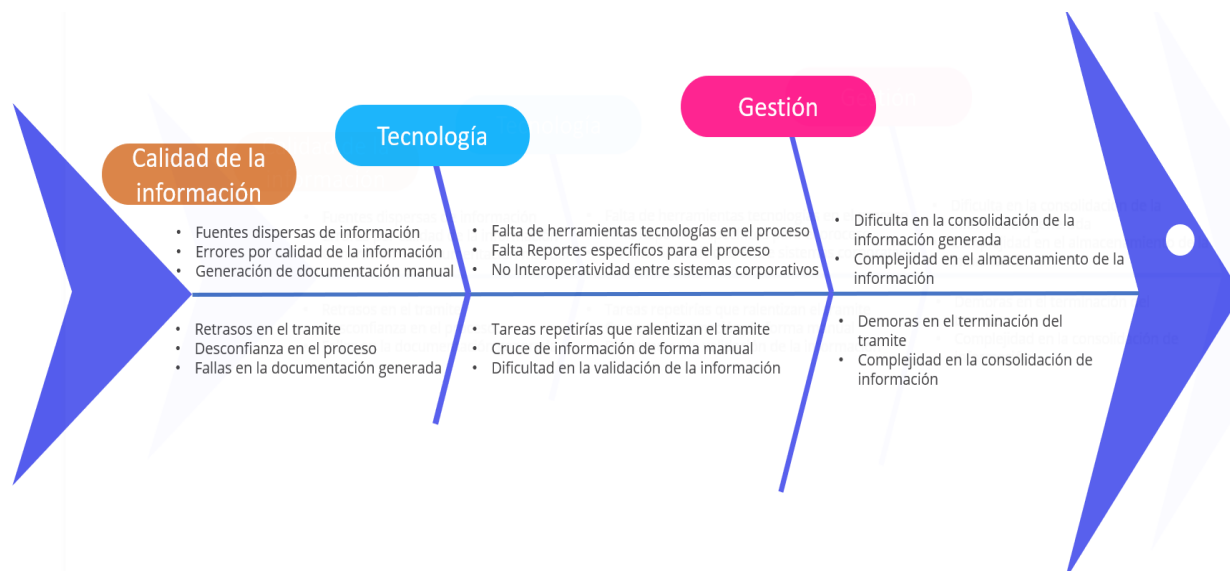 Calidad de la
información
Tecnología
Gestión
• Fuentes dispersas de información
• Errores por calidad de la información
• Generación de documentación manual
• Falta de herramientas tecnologías en el proceso
• Falta Reportes específicos para el proceso
• No Interoperatividad entre sistemas corporativos
• Dificulta en la consolidación de la
información generada
• Complejidad en el almacenamiento de la
información
• Retrasos en el tramite
• Desconfianza en el proceso
• Fallas en la documentación generada
• Tareas repetirías que ralentizan el tramite
• Cruce de información de forma manual
• Dificultad en la validación de la información
• Demoras en el terminación del
tramite
• Complejidad en la consolidación de
información